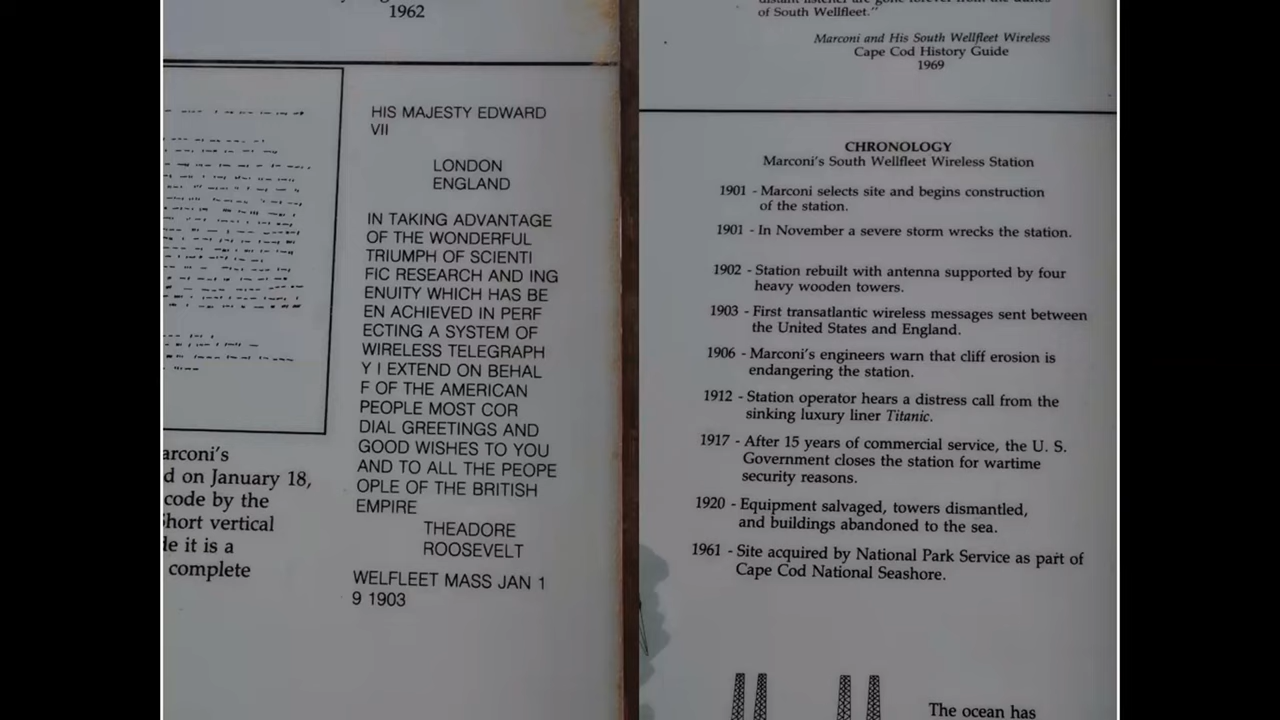 1962
HIS MAJESTY EDWARD
VII
LONDON
ENGLAND
IN TAKING ADVANTAGE
OF THE WONDERFUL
TRIUMPH OF SCIENTI
FIC RESEARCH AND ING
ENUITY WHICH HAS BE
EN ACHIEVED IN PERF
ECTING A SYSTEM OF
WIRELESS TELEGRAPH
Y I EXTEND ON BEHAL
F OF THE AMERICAN
PEOPLE MOST COR
DIAL GREETINGS AND
GOOD WISHES TO YOU
AND TO ALL THE PEOPE
OPLE OF THE BRITISH
EMPIRE
THEADORE
ROOSEVELT
WELFLEET MASS JAN 1
9 1903
arconi's
d on January 18,
code by the
hort vertical
le it is a
complete
of South Wellfleet."
Marconi and His South Wellfleet Wireless
Cape Cod History Guide
1969
CHRONOLOGY
Marconi's South Wellfleet Wireless Station
1901 - Marconi selects site and begins construction
of the station.
1901 - In November a severe storm wrecks the station.
1902 - Station rebuilt with antenna supported by four
heavy wooden towers.
1903 - First transatlantic wireless messages sent between
the United States and England.
1906 - Marconi's engineers warn that cliff erosion is
endangering the station.
1912 - Station operator hears a distress call from the
sinking luxury liner Titanic.
1917 - After 15 years of commercial service, the U. S.
Government closes the station for wartime
security reasons.
1920 - Equipment salvaged, towers dismantled,
and buildings abandoned to the sea.
1961 - Site acquired by National Park Service as part of
Cape Cod National Seashore.
The ocean has